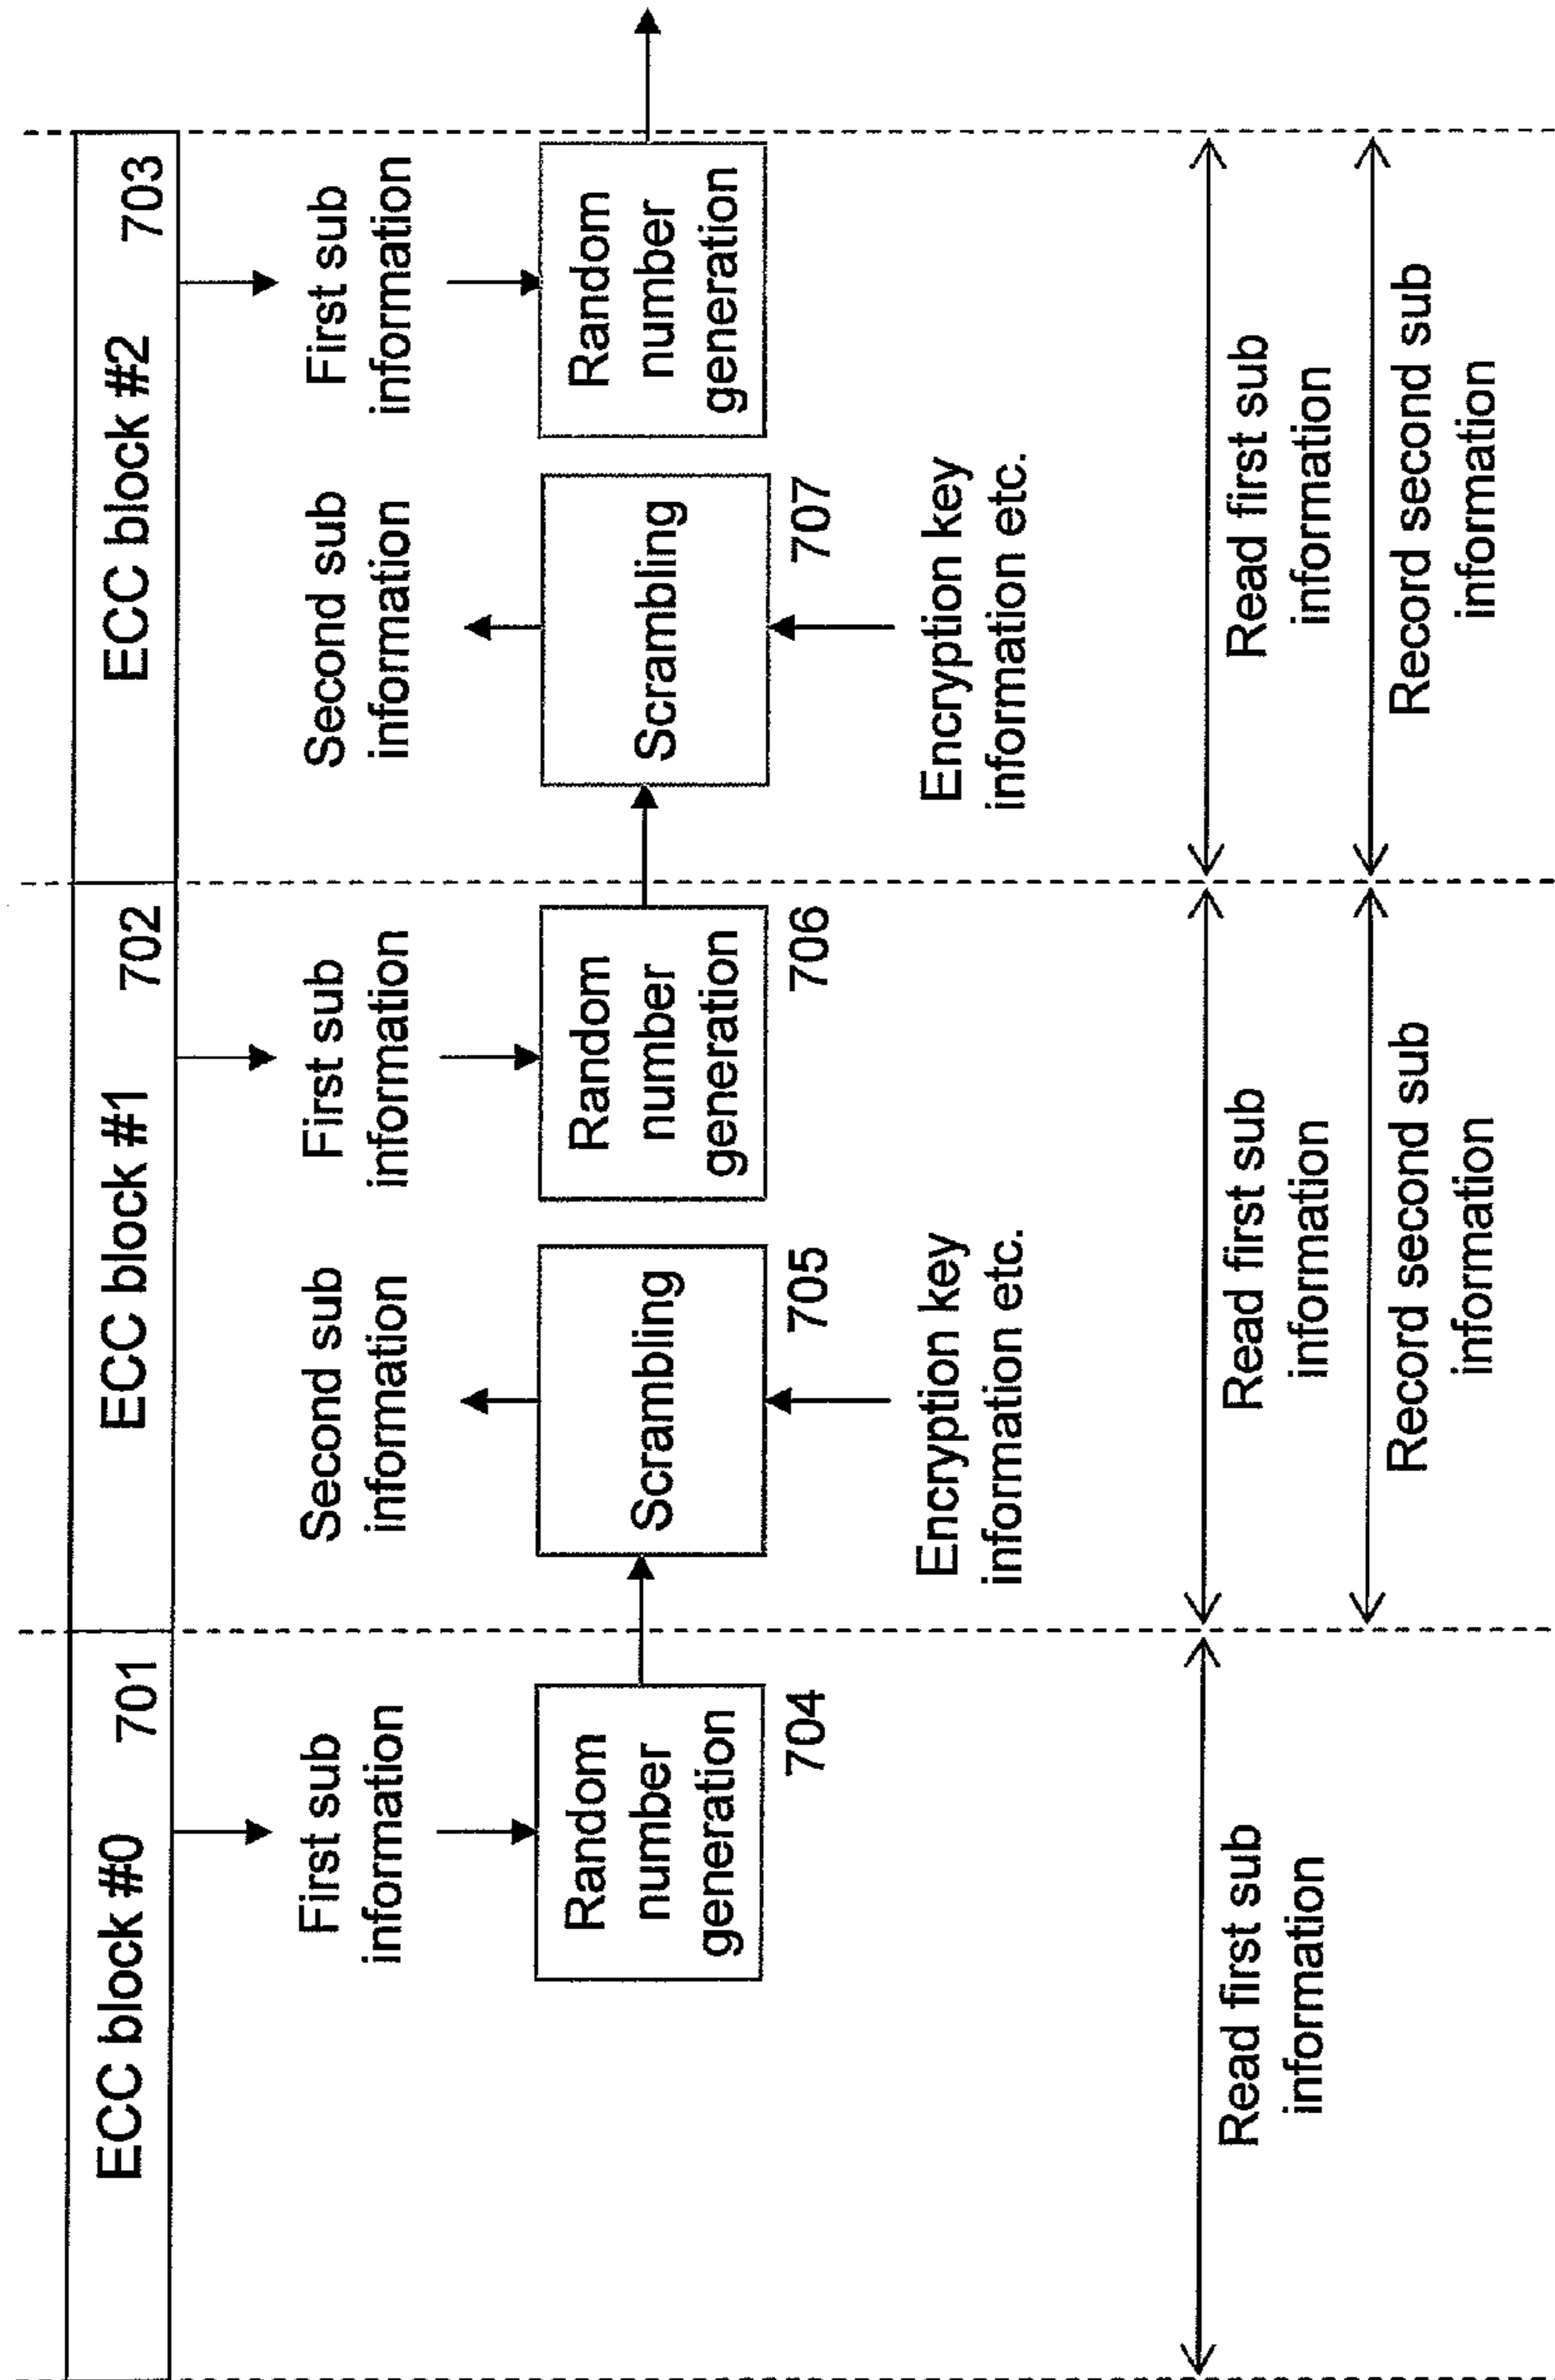 ECC block #0 701
ECC block #1 702
ECC block #2 703
First sub
information
Second sub
information
First sub
information
Second sub
information
First sub
information
Random
number
generation
704
Scrambling
705
Random
number
generation
706
Scrambling
707
Random
number
generation
Encryption key
information etc.
Encryption key
information etc.
Read first sub
information
Read first sub
information
Read first sub
information
Record second sub
information
Record second sub
information